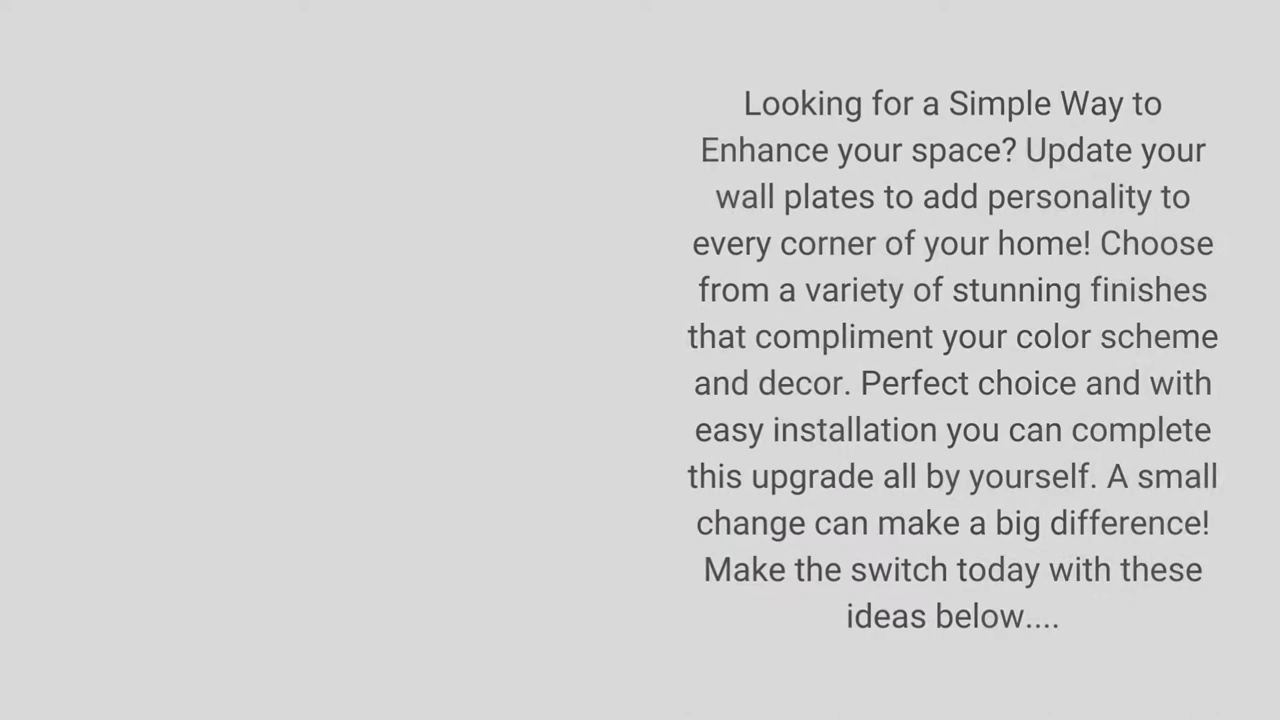 Looking for a Simple Way to
Enhance your space? Update your
wall plates to add personality to
every corner of your home! Choose
from a variety of stunning finishes
that compliment your color scheme
and decor. Perfect choice and with
easy installation you can complete
this upgrade all by yourself. A small
change can make a big difference!
Make the switch today with these
ideas below....